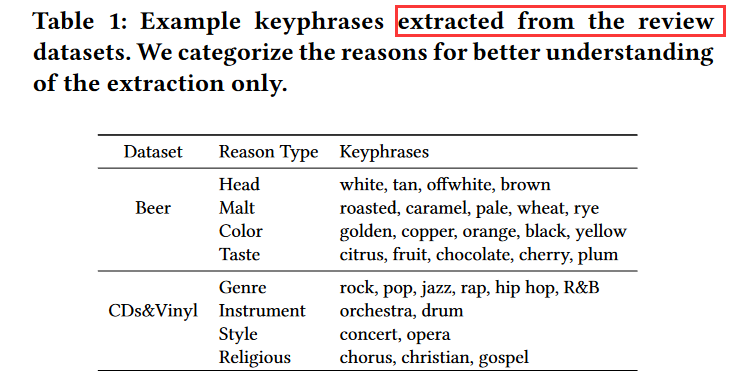 Table 1: Example keyphrases extracted from the review
datasets. We categorize the reasons for better understanding
of the extraction only.
Dataset Reason Type Keyphrases
Head white, tan, offwhite, brown
Beer Malt roasted, caramel, pale, wheat, rye
Color golden, copper, orange, black, yellow
Taste citrus, fruit, chocolate, cherry, plum
Genre rock, pop, jazz, rap, hip hop, R&B
CDs&Vinyl Instrument orchestra, drum
Style concert, opera
Religious chorus, christian, gospel